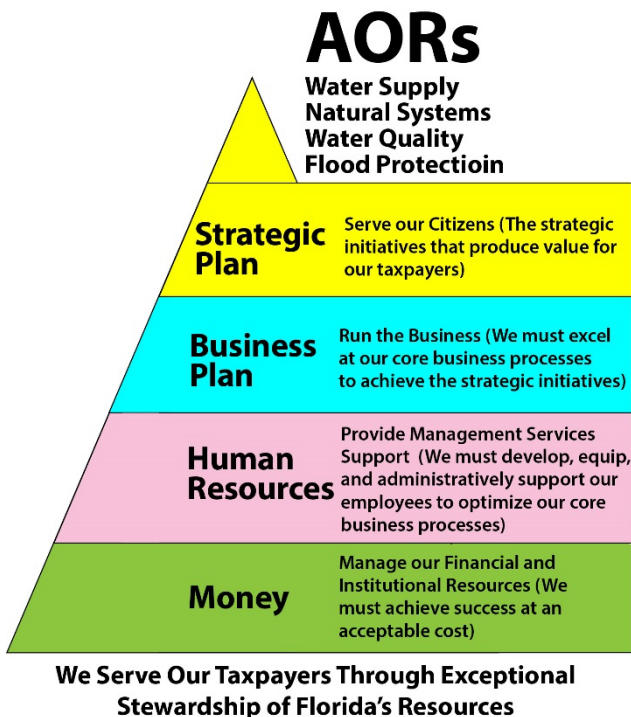 AORs
Water Supply
Natural Systems
Water Quality
Flood Protectioin
Strategic
Plan
Serve our Citizens (The strategic
initiatives that produce value for
our taxpayers)
Business
Plan
Run the Business (We must excel
at our core business processes
to achieve the strategic initiatives)
Human
Resources
Provide Management Services
Support (We must develop, equip,
and administratively support our
employees to optimize our core
business processes)
Money
Manage our Financial and
Institutional Resources (We
must achieve success at an
acceptable cost)
We Serve Our Taxpayers Through Exceptional
Stewardship of Florida's Resources